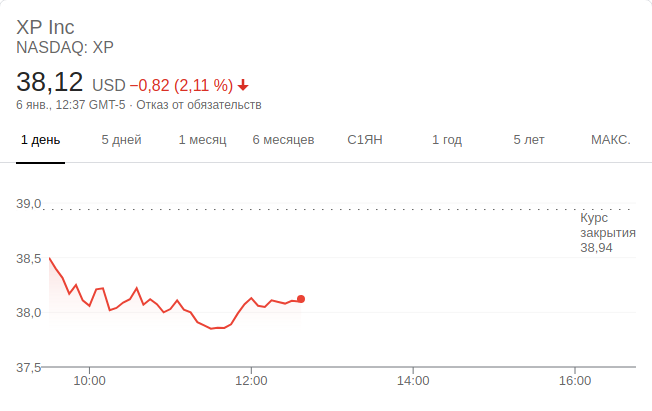 XP Inc
NASDAQ: XP
38,12 USD −0,82 (2,11 %)
6 янв., 12:37 GMT-5 · Отказ от обязательств
1 день 5 дней 1 месяц 6 месяцев С1ЯН 1 год 5 лет МАКС.
39,0
Курс
закрытия
38,94
38,5
38,0
37,5
10:00 12:00 14:00 16:00